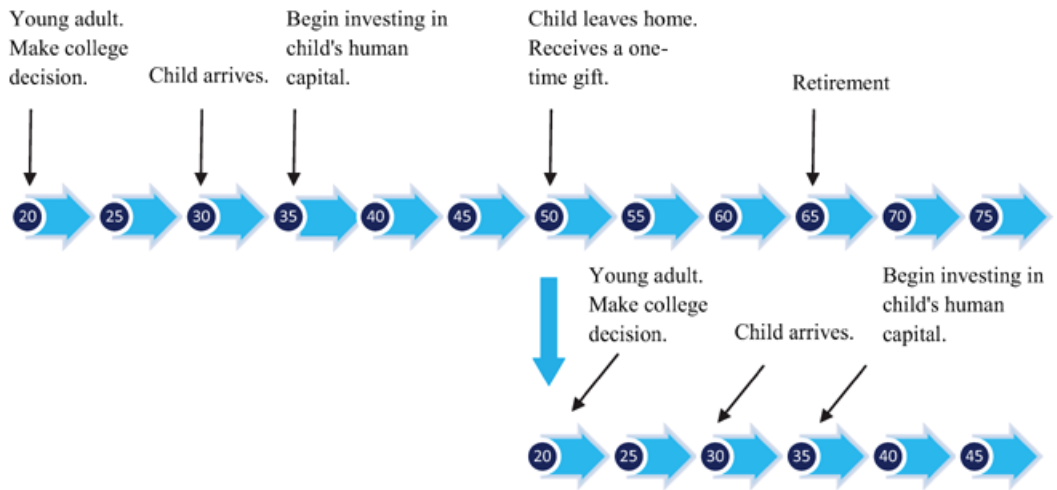 Young adult.
Make college
decision.
Child arrives.
Begin investing in
child's human
capital.
Child leaves home.
Receives a one-
time gift.
Retirement
20 25 30 35 40 45 50 55 60 65 70 75
Young adult.
Make college
decision.
Child arrives.
Begin investing in
child's human
capital.
20 25 30 35 40 45